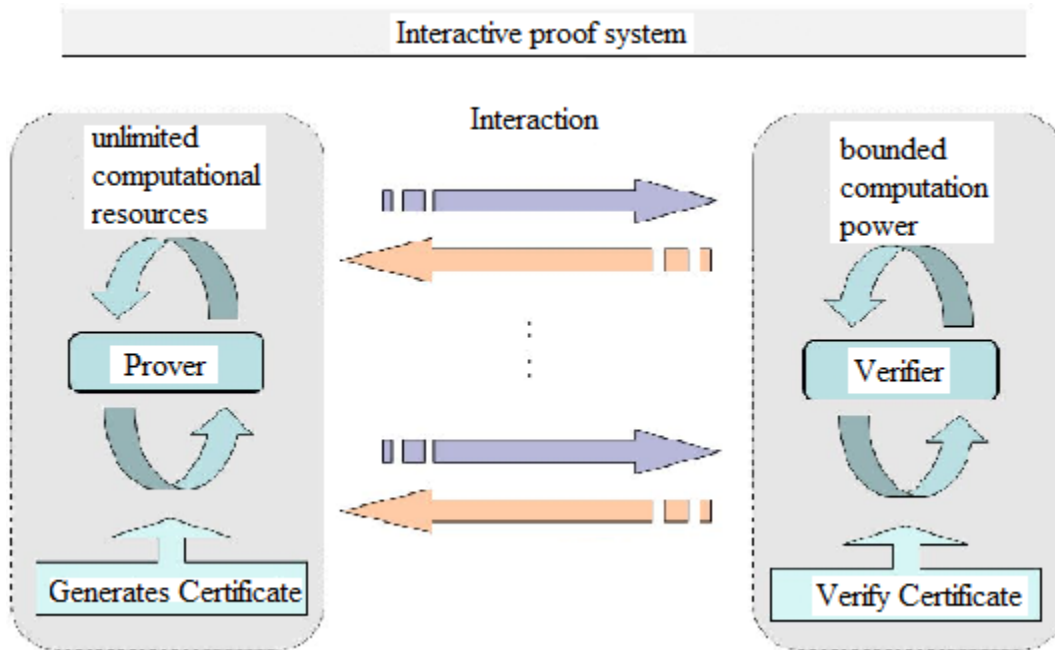 Interactive proof system
Interaction
unlimited
computational
resources
bounded
computation
power
Prover
Verifier
Generates Certificate
Verify Certificate